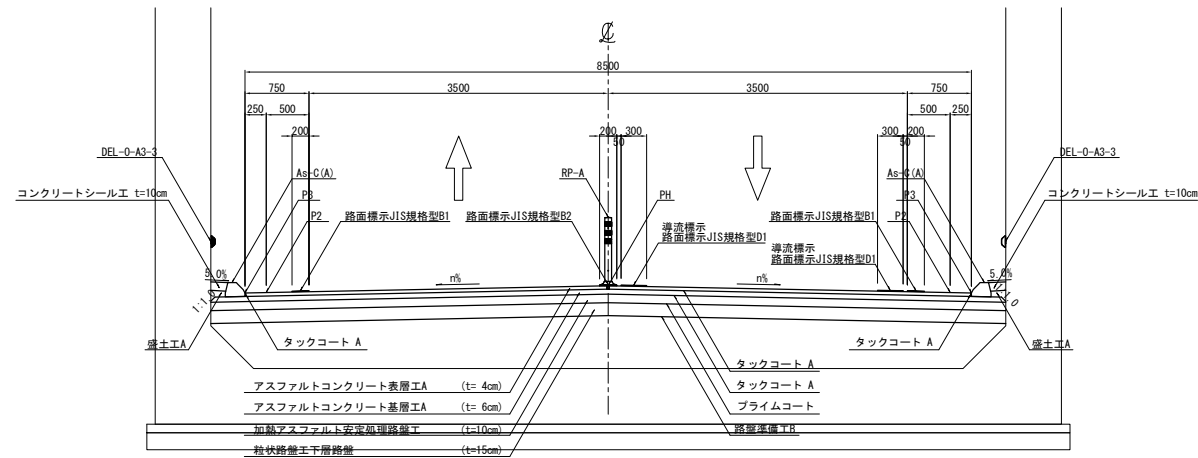 ℄
8500
750
3500
3500
750
250
500
500
250
200
200
300
50
300
200
50
DEL-O-A3-3
As-C(A)
RP-A
As-C(A)
DEL-O-A3-3
コンクリートシール工 t=10cm
P3
PH
P3
コンクリートシール工 t=10cm
P2
路面標示JIS規格型B1
路面標示JIS規格型B2
導流標示
路面標示JIS規格型D1
路面標示JIS規格型B1
P2
導流標示
路面標示JIS規格型D1
5.0%
n%
n%
5.0%
盛土工A
タックコート A
タックコート A
盛土工A
タックコート A
アスファルトコンクリート表層工A (t= 4cm)
タックコート A
アスファルトコンクリート基層工A (t= 6cm)
プライムコート
加熱アスファルト安定処理路盤工 (t=10cm)
路盤準備工B
粒状路盤工下層路盤 (t=15cm)